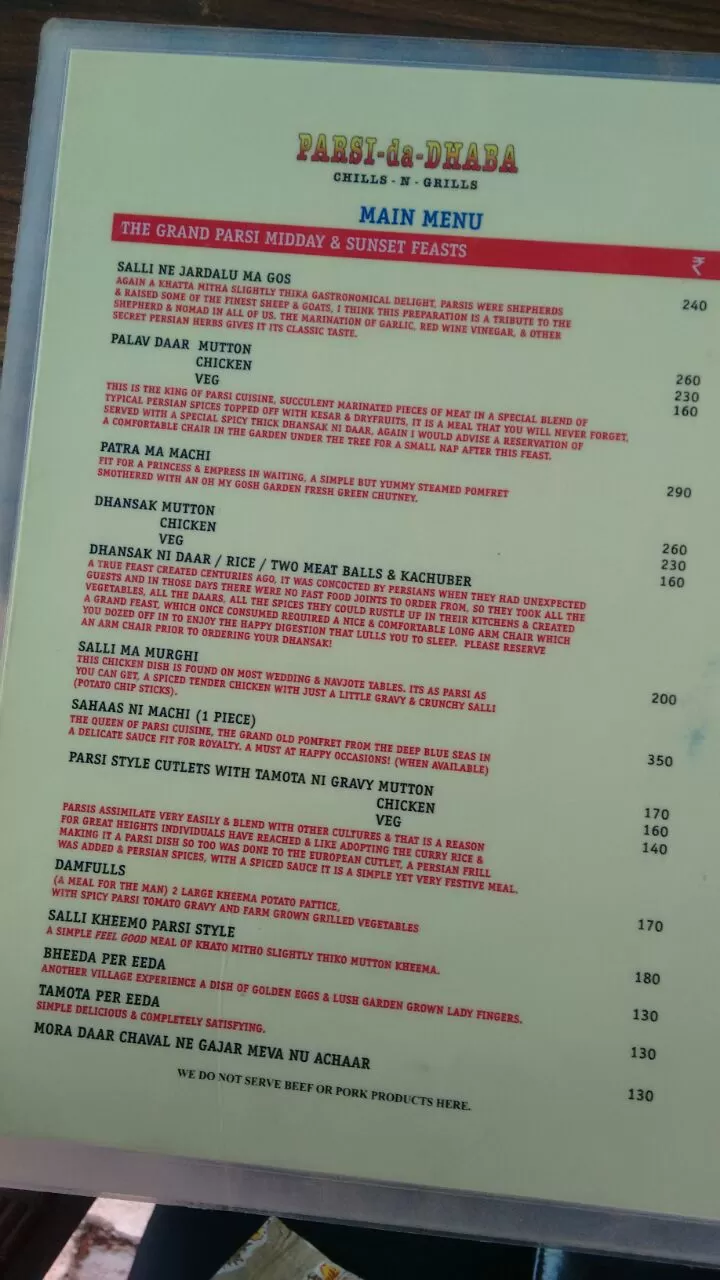 PARSI-da-DHABA
CHILLS - N - GRILLS
MAIN MENU
THE GRAND PARSI MIDDAY & SUNSET FEASTS ₹
SALLI NE JARDALU MA GOS 240
AGAIN A KHATTA MITHA SLIGHTLY THIKA GASTRONOMICAL DELIGHT, PARSIS WERE SHEPHERDS
& RAISED SOME OF THE FINEST SHEEP & GOATS, I THINK THIS PREPARATION IS A TRIBUTE TO THE
SHEPHERD & NOMAD IN ALL OF US. THE MARINATION OF GARLIC, RED WINE VINEGAR, & OTHER
SECRET PERSIAN HERBS GIVES IT ITS CLASSIC TASTE.
PALAV DAAR MUTTON 260
CHICKEN 230
VEG 160
THIS IS THE KING OF PARSI CUISINE, SUCCULENT MARINATED PIECES OF MEAT IN A SPECIAL BLEND OF
TYPICAL PERSIAN SPICES TOPPED OFF WITH KESAR & DRYFRUITS, IT IS A MEAL THAT YOU WILL NEVER FORGET,
SERVED WITH A SPECIAL SPICY THICK DHANSAK NI DAAR. AGAIN I WOULD ADVISE A RESERVATION OF
A COMFORTABLE CHAIR IN THE GARDEN UNDER THE TREE FOR A SMALL NAP AFTER THIS FEAST.
PATRA MA MACHI 290
FIT FOR A PRINCESS & EMPRESS IN WAITING, A SIMPLE BUT YUMMY STEAMED POMFRET
SMOTHERED WITH AN OH MY GOSH GARDEN FRESH GREEN CHUTNEY.
DHANSAK MUTTON 260
CHICKEN 230
VEG 160
DHANSAK NI DAAR / RICE / TWO MEAT BALLS & KACHUBER
A TRUE FEAST CREATED CENTURIES AGO, IT WAS CONCOCTED BY PERSIANS WHEN THEY HAD UNEXPECTED
GUESTS AND IN THOSE DAYS THERE WERE NO FAST FOOD JOINTS TO ORDER FROM, SO THEY TOOK ALL THE
VEGETABLES, ALL THE DAARS, ALL THE SPICES THEY COULD RUSTLE UP IN THEIR KITCHENS & CREATED
A GRAND FEAST, WHICH ONCE CONSUMED REQUIRED A NICE & COMFORTABLE LONG ARM CHAIR WHICH
YOU DOZED OFF IN TO ENJOY THE HAPPY DIGESTION THAT LULLS YOU TO SLEEP. PLEASE RESERVE
AN ARM CHAIR PRIOR TO ORDERING YOUR DHANSAK!
SALLI MA MURGHI 200
THIS CHICKEN DISH IS FOUND ON MOST WEDDING & NAVJOTE TABLES. ITS AS PARSI AS
YOU CAN GET, A SPICED TENDER CHICKEN WITH JUST A LITTLE GRAVY & CRUNCHY SALLI
(POTATO CHIP STICKS).
SAHAAS NI MACHI (1 PIECE) 350
THE QUEEN OF PARSI CUISINE, THE GRAND OLD POMFRET FROM THE DEEP BLUE SEAS IN
A DELICATE SAUCE FIT FOR ROYALTY. A MUST AT HAPPY OCCASIONS! (WHEN AVAILABLE)
PARSI STYLE CUTLETS WITH TAMOTA NI GRAVY MUTTON 170
CHICKEN 160
VEG 140
PARSIS ASSIMILATE VERY EASILY & BLEND WITH OTHER CULTURES & THAT IS A REASON
FOR GREAT HEIGHTS INDIVIDUALS HAVE REACHED & LIKE ADOPTING THE CURRY RICE &
MAKING IT A PARSI DISH SO TOO WAS DONE TO THE EUROPEAN CUTLET, A PERSIAN FRILL
WAS ADDED & PERSIAN SPICES, WITH A SPICED SAUCE IT IS A SIMPLE YET VERY FESTIVE MEAL.
DAMFULLS 170
(A MEAL FOR THE MAN) 2 LARGE KHEEMA POTATO PATTICE,
WITH SPICY PARSI TOMATO GRAVY AND FARM GROWN GRILLED VEGETABLES
SALLI KHEEMO PARSI STYLE 180
A SIMPLE FEEL GOOD MEAL OF KHATO MITHO SLIGHTLY THIKO MUTTON KHEEMA.
BHEEDA PER EEDA 130
ANOTHER VILLAGE EXPERIENCE A DISH OF GOLDEN EGGS & LUSH GARDEN GROWN LADY FINGERS.
TAMOTA PER EEDA 130
SIMPLE DELICIOUS & COMPLETELY SATISFYING.
MORA DAAR CHAVAL NE GAJAR MEVA NU ACHAAR 130
WE DO NOT SERVE BEEF OR PORK PRODUCTS HERE.